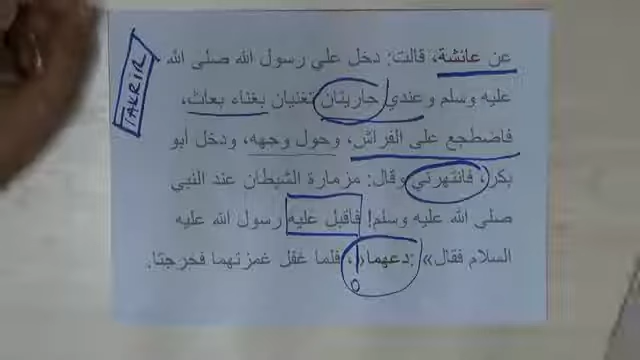 TAKRIR
عن عائشة، قالت: دخل علي رسول الله صلى الله
عليه وسلم وعندي جاريتان تغنيان بغناء بعاث،
فاضطجع على الفراش، وحول وجهه، ودخل أبو
بكر، فانتهرني وقال: مزمارة الشيطان عند النبي
صلى الله عليه وسلم! فاقبل عليه رسول الله عليه
السلام فقال» :دعهما«، فلما غفل غمزتهما فخرجتا.